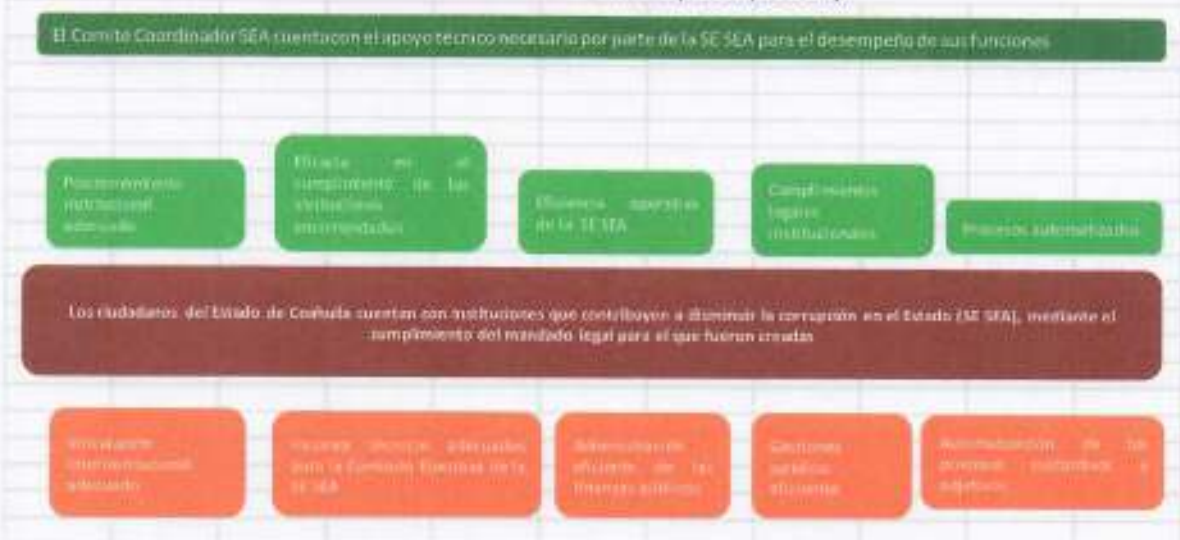 El Comité Coordinador SEA cuenta con el apoyo técnico necesario por parte de la SE SEA para el desempeño de sus funciones
Posicionamiento
institucional
adecuado
Eficacia en el
cumplimiento de las
atribuciones
encomendadas
Eficiencia operativa
de la SE SEA
Cumplimientos
legales
institucionales
Procesos automatizados
Los ciudadanos del Estado de Coahuila cuentan con instituciones que contribuyen a disminuir la corrupción en el Estado (SE SEA), mediante el
cumplimiento del mandado legal para el que fueron creadas
Vinculación
interinstitucional
adecuada
adecuados
para la Comisión Ejecutiva de la
SE SEA
Administración
eficiente de las
finanzas públicas
Gestiones
jurídicas
eficientes
Automatización de los
procesos sustantivos y
adjetivos